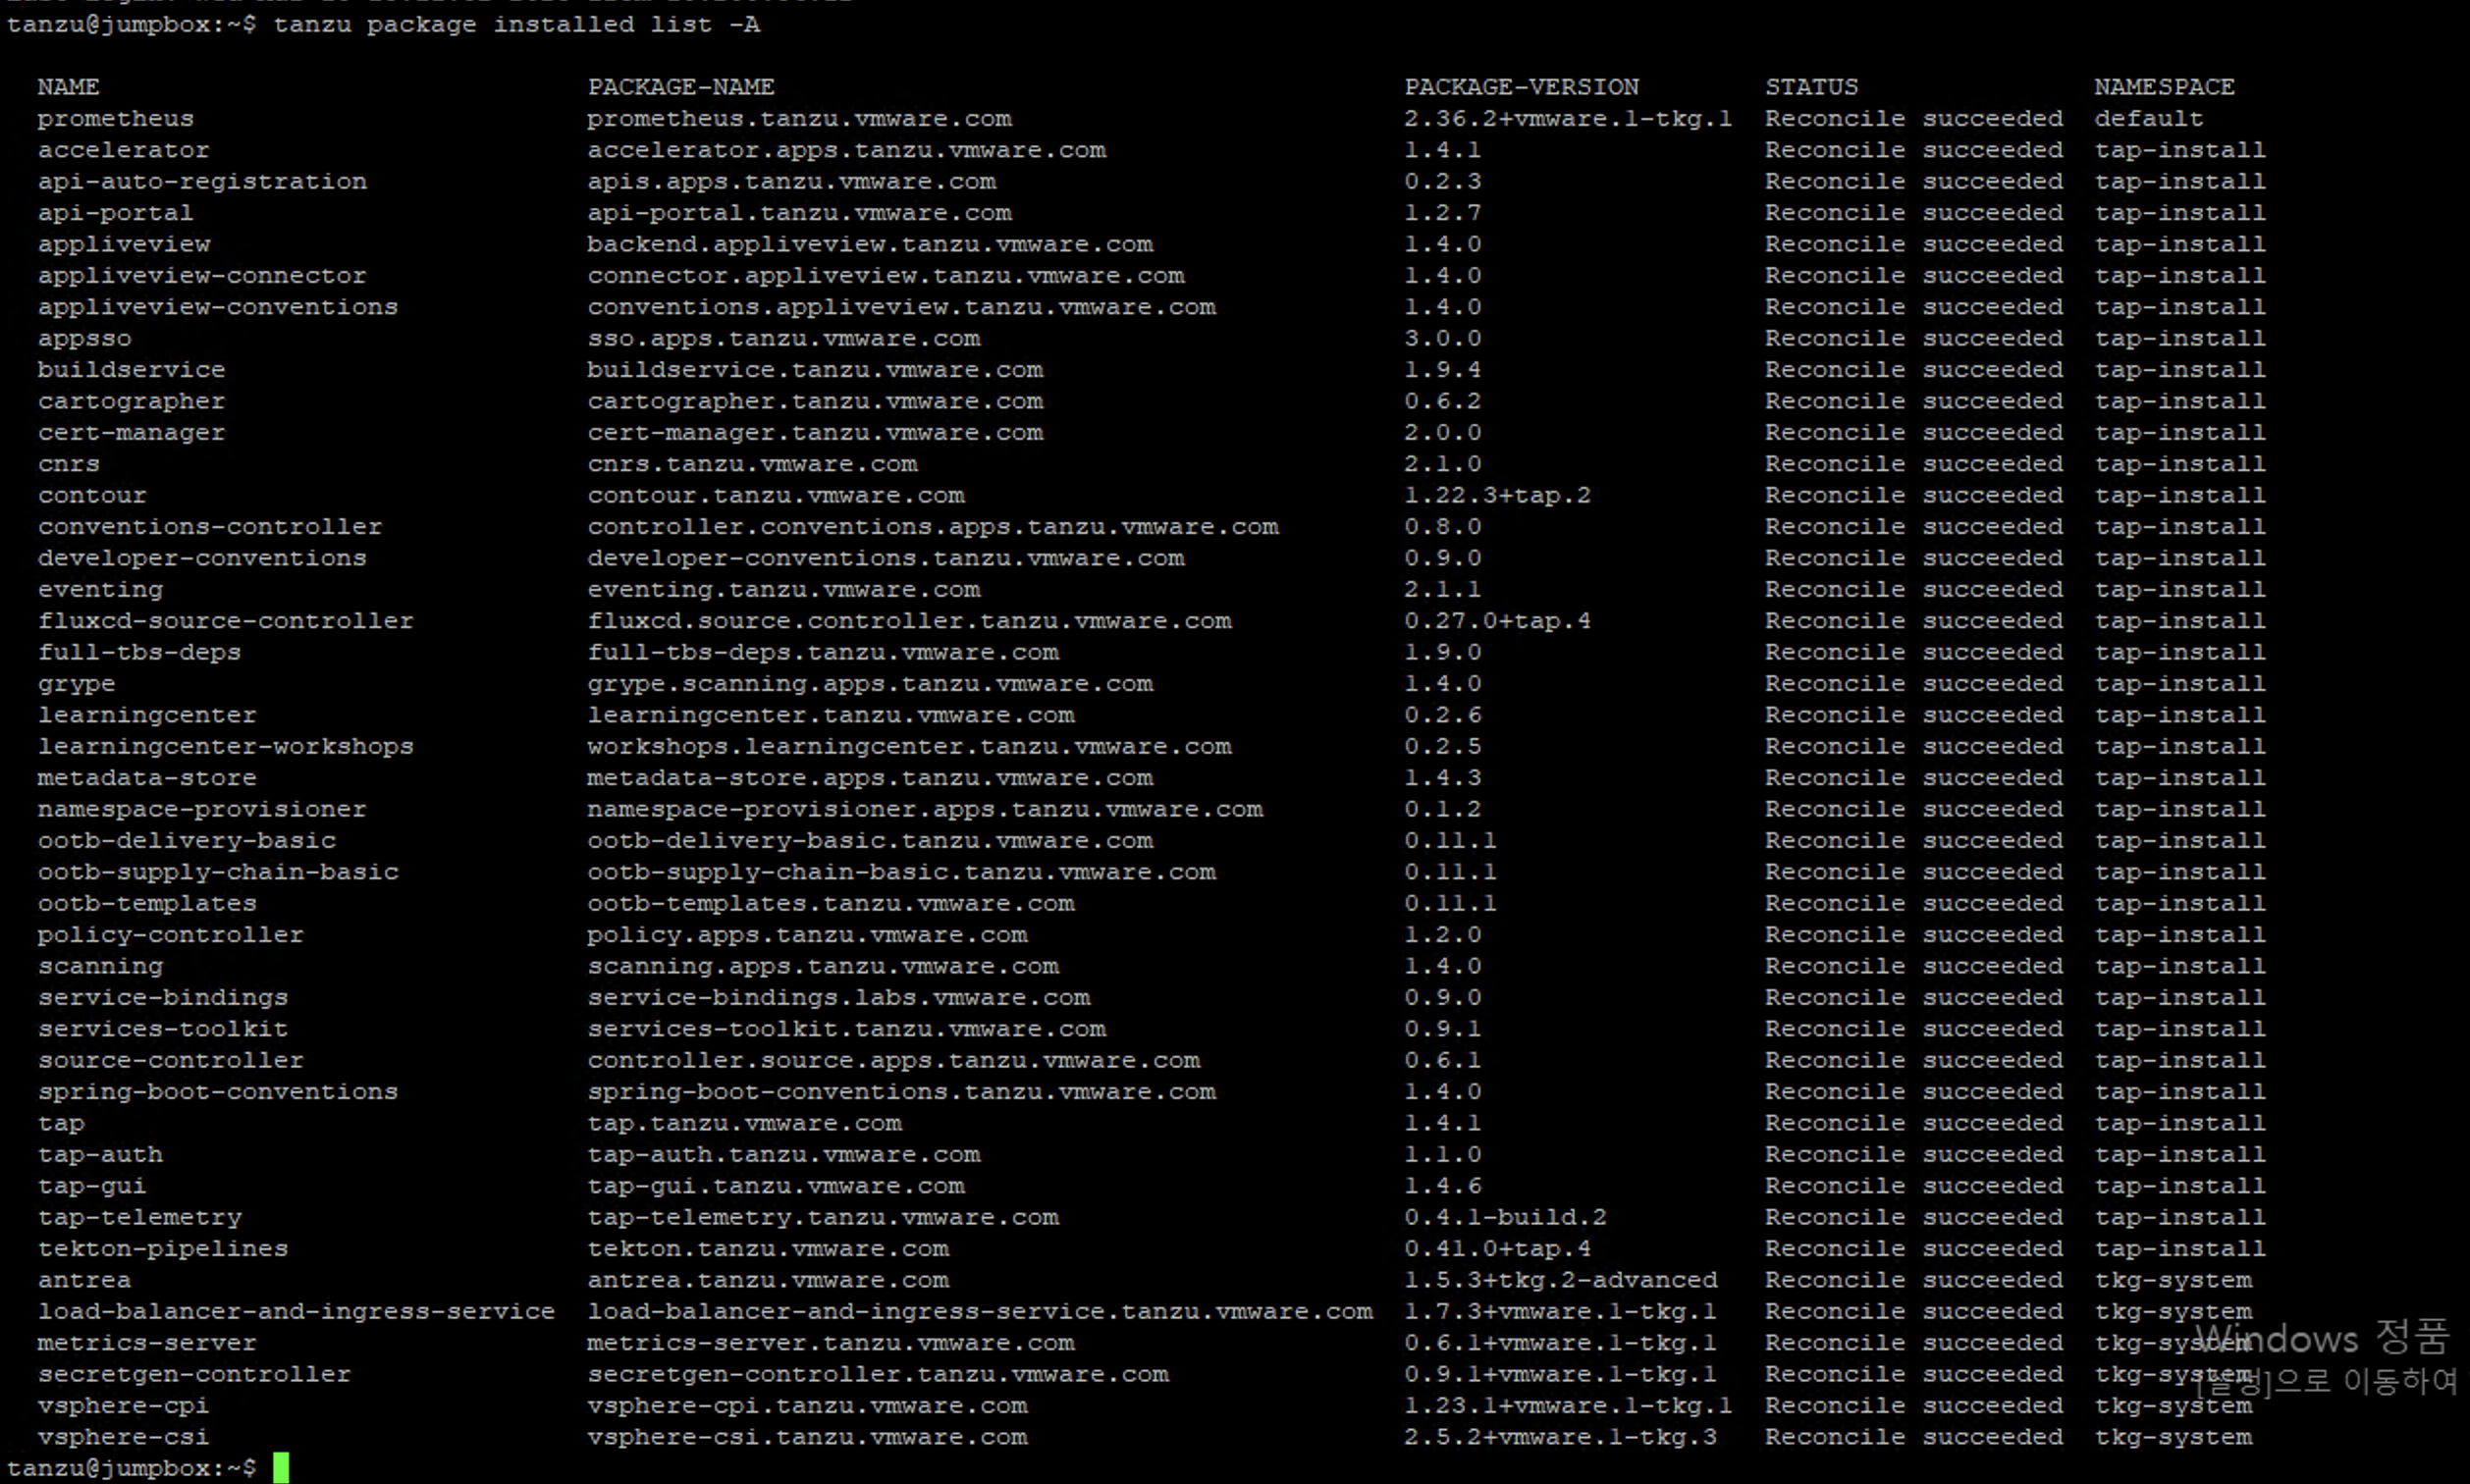 tanzu@jumpbox:~$ tanzu package installed list -A
NAME PACKAGE-NAME PACKAGE-VERSION STATUS NAMESPACE
prometheus prometheus.tanzu.vmware.com 2.36.2+vmware.1-tkg.1 Reconcile succeeded default
accelerator accelerator.apps.tanzu.vmware.com 1.4.1 Reconcile succeeded tap-install
api-auto-registration apis.apps.tanzu.vmware.com 0.2.3 Reconcile succeeded tap-install
api-portal api-portal.tanzu.vmware.com 1.2.7 Reconcile succeeded tap-install
appliveview backend.appliveview.tanzu.vmware.com 1.4.0 Reconcile succeeded tap-install
appliveview-connector connector.appliveview.tanzu.vmware.com 1.4.0 Reconcile succeeded tap-install
appliveview-conventions conventions.appliveview.tanzu.vmware.com 1.4.0 Reconcile succeeded tap-install
appsso sso.apps.tanzu.vmware.com 3.0.0 Reconcile succeeded tap-install
buildservice buildservice.tanzu.vmware.com 1.9.4 Reconcile succeeded tap-install
cartographer cartographer.tanzu.vmware.com 0.6.2 Reconcile succeeded tap-install
cert-manager cert-manager.tanzu.vmware.com 2.0.0 Reconcile succeeded tap-install
cnrs cnrs.tanzu.vmware.com 2.1.0 Reconcile succeeded tap-install
contour contour.tanzu.vmware.com 1.22.3+tap.2 Reconcile succeeded tap-install
conventions-controller controller.conventions.apps.tanzu.vmware.com 0.8.0 Reconcile succeeded tap-install
developer-conventions developer-conventions.tanzu.vmware.com 0.9.0 Reconcile succeeded tap-install
eventing eventing.tanzu.vmware.com 2.1.1 Reconcile succeeded tap-install
fluxcd-source-controller fluxcd.source.controller.tanzu.vmware.com 0.27.0+tap.4 Reconcile succeeded tap-install
full-tbs-deps full-tbs-deps.tanzu.vmware.com 1.9.0 Reconcile succeeded tap-install
grype grype.scanning.apps.tanzu.vmware.com 1.4.0 Reconcile succeeded tap-install
learningcenter learningcenter.tanzu.vmware.com 0.2.6 Reconcile succeeded tap-install
learningcenter-workshops workshops.learningcenter.tanzu.vmware.com 0.2.5 Reconcile succeeded tap-install
metadata-store metadata-store.apps.tanzu.vmware.com 1.4.3 Reconcile succeeded tap-install
namespace-provisioner namespace-provisioner.apps.tanzu.vmware.com 0.1.2 Reconcile succeeded tap-install
ootb-delivery-basic ootb-delivery-basic.tanzu.vmware.com 0.11.1 Reconcile succeeded tap-install
ootb-supply-chain-basic ootb-supply-chain-basic.tanzu.vmware.com 0.11.1 Reconcile succeeded tap-install
ootb-templates ootb-templates.tanzu.vmware.com 0.11.1 Reconcile succeeded tap-install
policy-controller policy.apps.tanzu.vmware.com 1.2.0 Reconcile succeeded tap-install
scanning scanning.apps.tanzu.vmware.com 1.4.0 Reconcile succeeded tap-install
service-bindings service-bindings.labs.vmware.com 0.9.0 Reconcile succeeded tap-install
services-toolkit services-toolkit.tanzu.vmware.com 0.9.1 Reconcile succeeded tap-install
source-controller controller.source.apps.tanzu.vmware.com 0.6.1 Reconcile succeeded tap-install
spring-boot-conventions spring-boot-conventions.tanzu.vmware.com 1.4.0 Reconcile succeeded tap-install
tap tap.tanzu.vmware.com 1.4.1 Reconcile succeeded tap-install
tap-auth tap-auth.tanzu.vmware.com 1.1.0 Reconcile succeeded tap-install
tap-gui tap-gui.tanzu.vmware.com 1.4.6 Reconcile succeeded tap-install
tap-telemetry tap-telemetry.tanzu.vmware.com 0.4.1-build.2 Reconcile succeeded tap-install
tekton-pipelines tekton.tanzu.vmware.com 0.41.0+tap.4 Reconcile succeeded tap-install
antrea antrea.tanzu.vmware.com 1.5.3+tkg.2-advanced Reconcile succeeded tkg-system
load-balancer-and-ingress-service load-balancer-and-ingress-service.tanzu.vmware.com 1.7.3+vmware.1-tkg.1 Reconcile succeeded tkg-system
metrics-server metrics-server.tanzu.vmware.com 0.6.1+vmware.1-tkg.1 Reconcile succeeded tkg-system
Windows 정품
secretgen-controller secretgen-controller.tanzu.vmware.com 0.9.1+vmware.1-tkg.1 Reconcile succeeded tkg-system
[설정]으로 이동하여
vsphere-cpi vsphere-cpi.tanzu.vmware.com 1.23.1+vmware.1-tkg.1 Reconcile succeeded tkg-system
vsphere-csi vsphere-csi.tanzu.vmware.com 2.5.2+vmware.1-tkg.3 Reconcile succeeded tkg-system
tanzu@jumpbox:~$